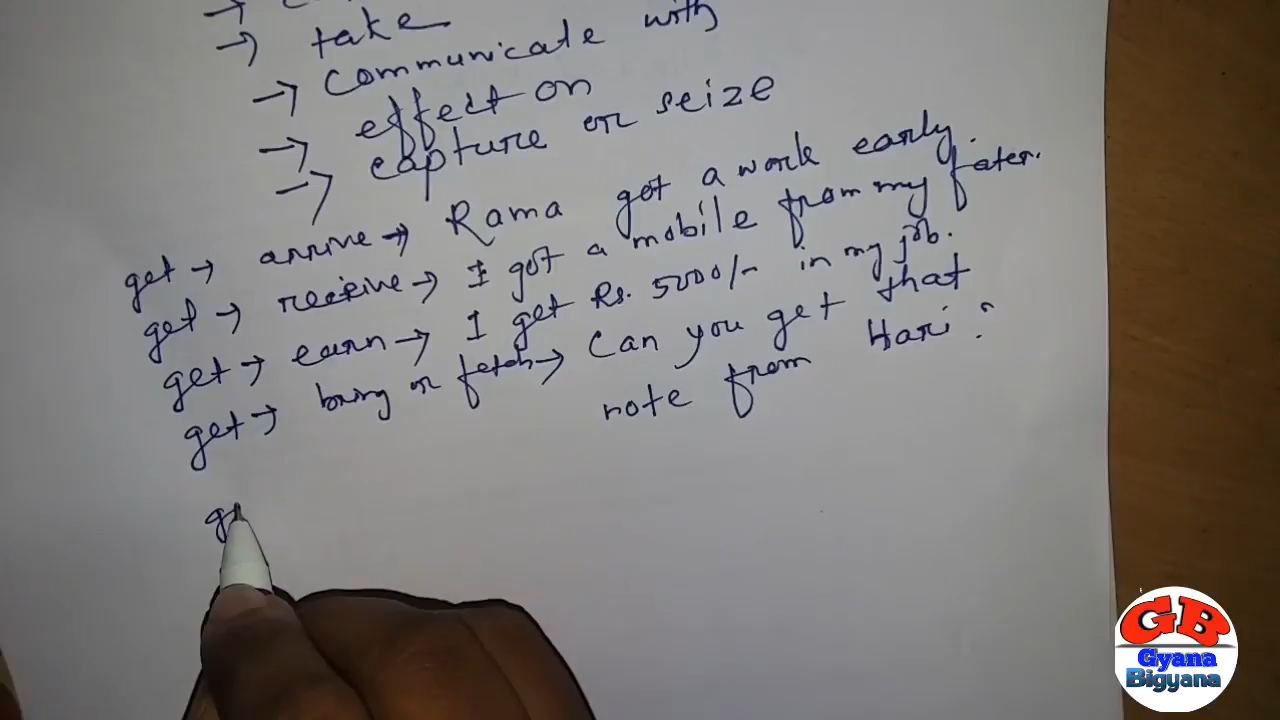 →
→ take
→ communicate with
→ effect on
→ capture or seize
get → arrive → Rama got a work early.
get → receive → I got a mobile from my fater.
get → earn → I get Rs. 5000/- in my job.
get → bring or fetch → Can you get that
note from Hari?
g
GB
Gyana
Bigyana